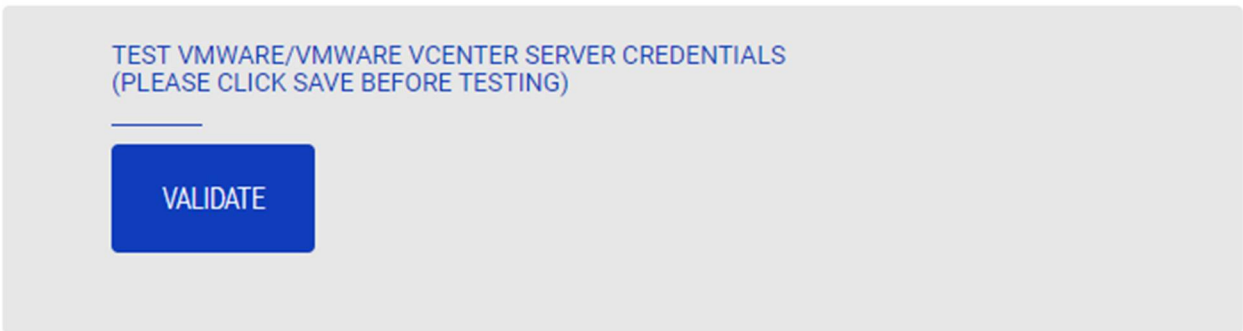 TEST VMWARE/VMWARE VCENTER SERVER CREDENTIALS
(PLEASE CLICK SAVE BEFORE TESTING)
VALIDATE